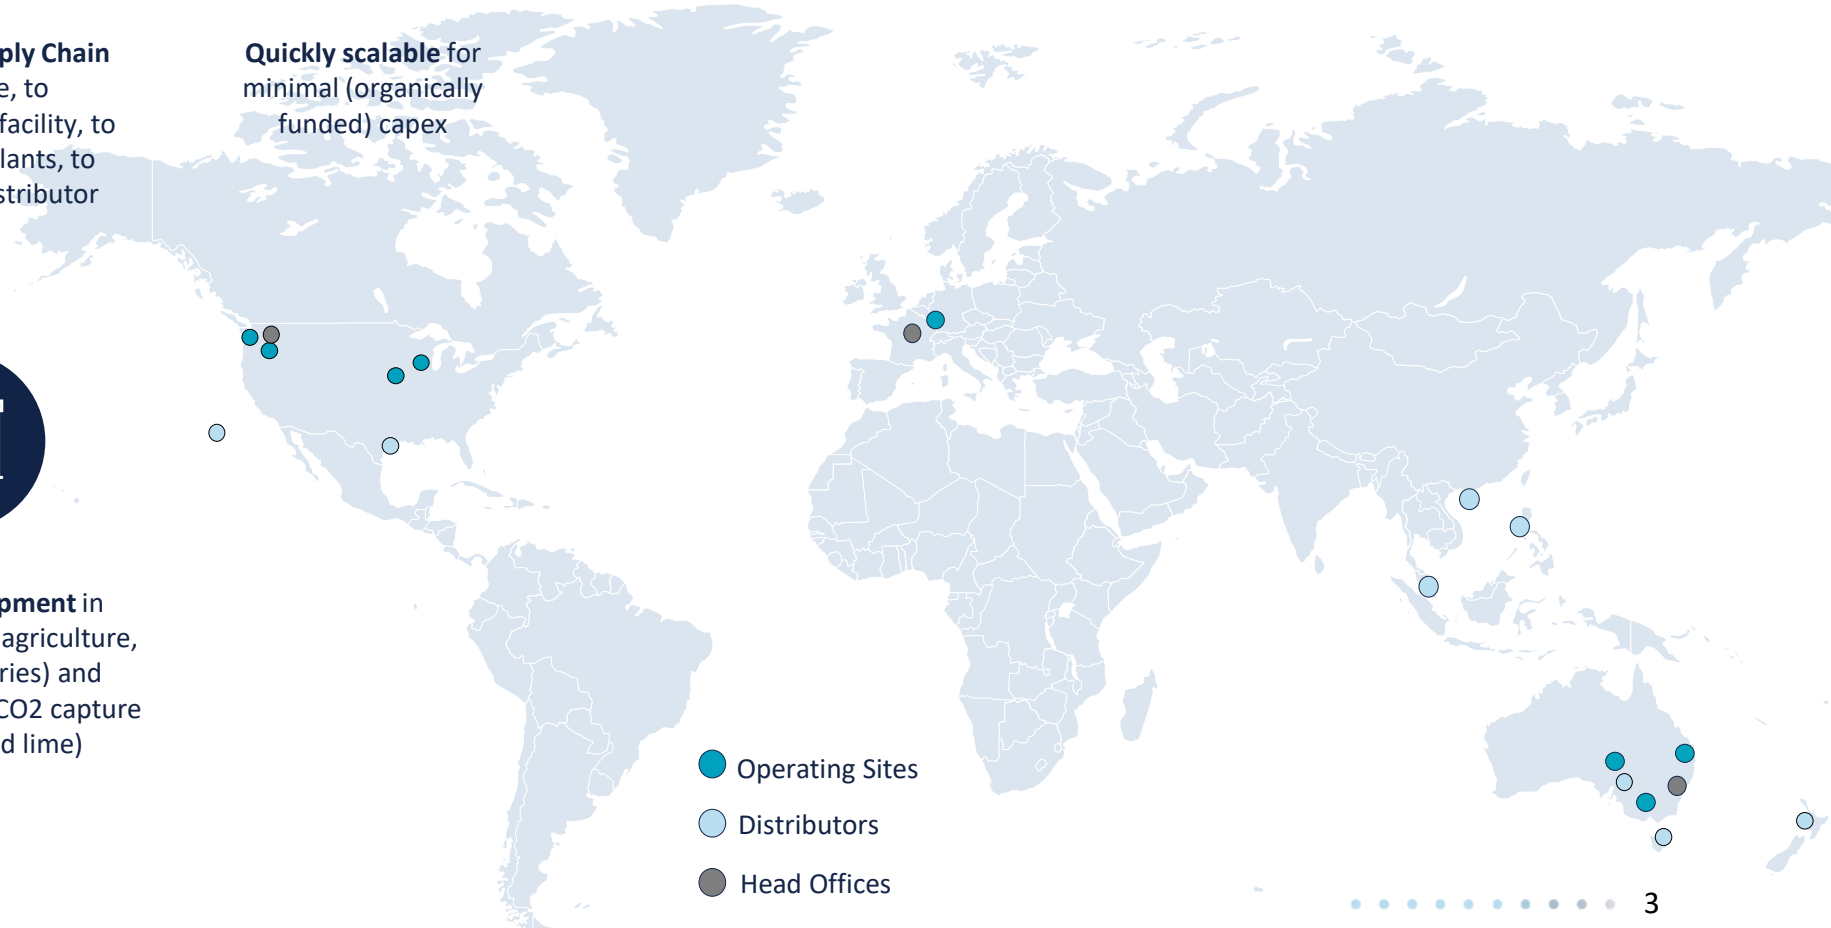 ply Chain
e, to
facility, to
lants, to
stributor
Quickly scalable for
minimal (organically
funded) capex
pment in
agriculture,
ries) and
CO2 capture
d lime)
Operating Sites
Distributors
Head Offices
3